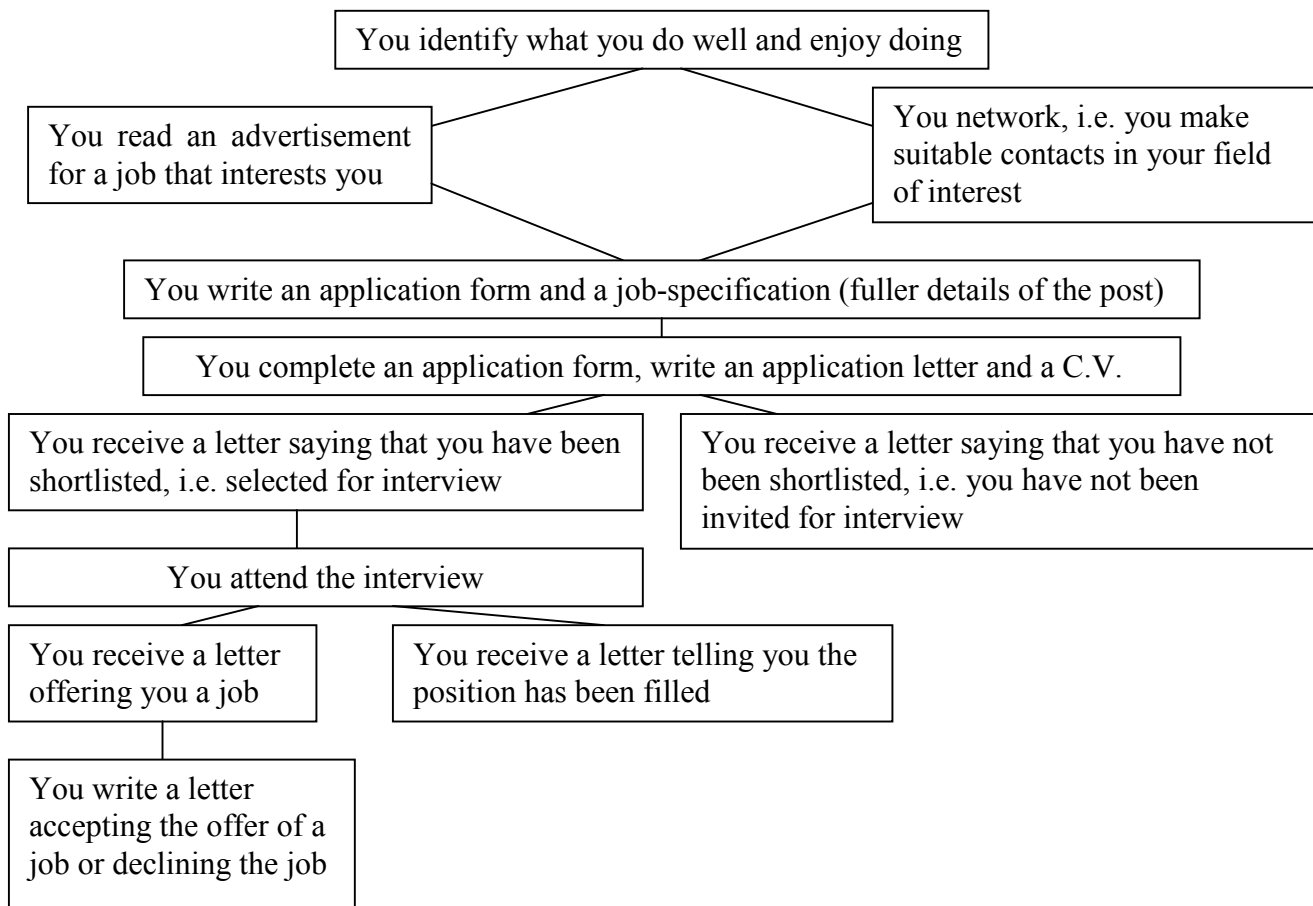 You identify what you do well and enjoy doing
You read an advertisement
for a job that interests you
You network, i.e. you make
suitable contacts in your field
of interest
You write an application form and a job-specification (fuller details of the post)
You complete an application form, write an application letter and a C.V.
You receive a letter saying that you have been
shortlisted, i.e. selected for interview
You receive a letter saying that you have not
been shortlisted, i.e. you have not been
invited for interview
You attend the interview
You receive a letter
offering you a job
You receive a letter telling you the
position has been filled
You write a letter
accepting the offer of a
job or declining the job